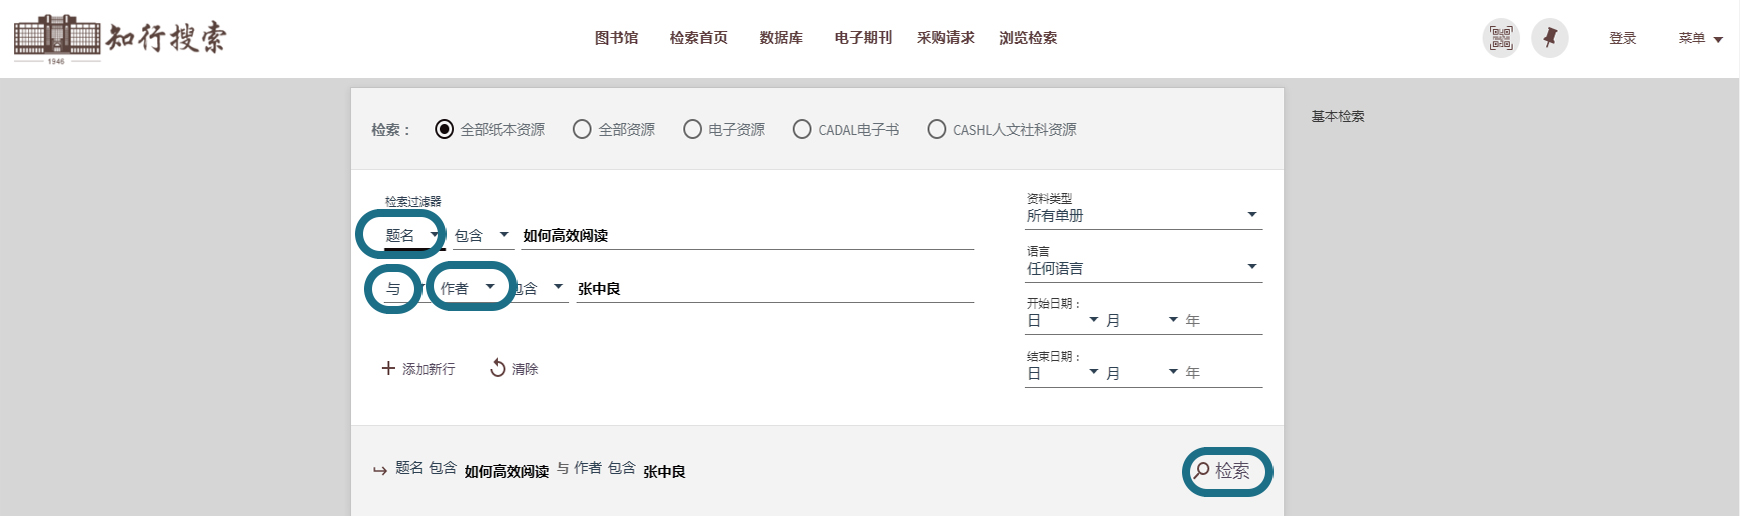 知行搜索
1946
图书馆 检索首页 数据库 电子期刊 采购请求 浏览检索
登录 菜单
检索： 全部纸本资源 全部资源 电子资源 CADAL电子书 CASHL人文社科资源
基本检索
检索过滤器
题名 包含 如何高效阅读
与 作者 包含 张中良
添加新行 清除
资料类型
所有单册
语言
任何语言
开始日期：
日 月 年
结束日期：
日 月 年
题名 包含 如何高效阅读 与 作者 包含 张中良
检索